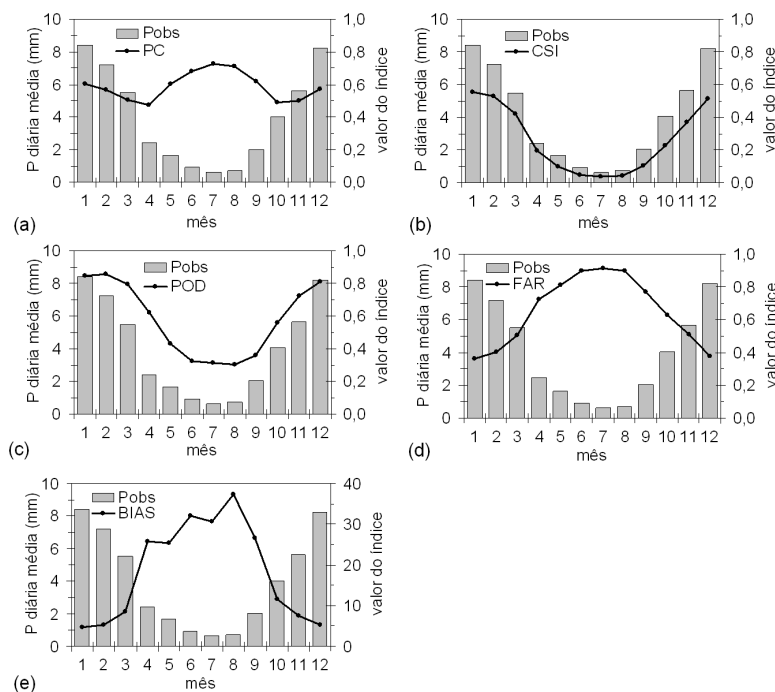 P diária média (mm)
10
8
6
4
2
0
Pobs
PC
1,0
0,8
0,6
0,4
0,2
0,0
valor do índice
1 2 3 4 5 6 7 8 9 10 11 12
mês
(a)
P diária média (mm)
10
8
6
4
2
0
Pobs
CSI
1,0
0,8
0,6
0,4
0,2
0,0
valor do índice
1 2 3 4 5 6 7 8 9 10 11 12
mês
(b)
P diária média (mm)
10
8
6
4
2
0
Pobs
POD
1,0
0,8
0,6
0,4
0,2
0,0
valor do índice
1 2 3 4 5 6 7 8 9 10 11 12
mês
(c)
P diária média (mm)
10
8
6
4
2
0
Pobs
FAR
1,0
0,8
0,6
0,4
0,2
0,0
valor do índice
1 2 3 4 5 6 7 8 9 10 11 12
mês
(d)
P diária média (mm)
10
8
6
4
2
0
Pobs
BIAS
40
30
20
10
0
valor do índice
1 2 3 4 5 6 7 8 9 10 11 12
mês
(e)